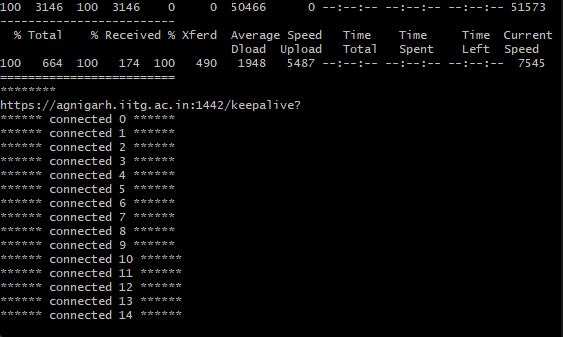 100  3146  100  3146    0     0  50466      0 --:--:-- --:--:-- --:--:-- 51573
-------------------------
  % Total    % Received % Xferd  Average Speed   Time    Time     Time  Current
                                 Dload  Upload   Total   Spent    Left  Speed
100   664  100   174  100   490   1948   5487 --:--:-- --:--:-- --:--:--  7545
=========================
********
https://agnigarh.iitg.ac.in:1442/keepalive?
****** connected 0 ******
****** connected 1 ******
****** connected 2 ******
****** connected 3 ******
****** connected 4 ******
****** connected 5 ******
****** connected 6 ******
****** connected 7 ******
****** connected 8 ******
****** connected 9 ******
****** connected 10 ******
****** connected 11 ******
****** connected 12 ******
****** connected 13 ******
****** connected 14 ******